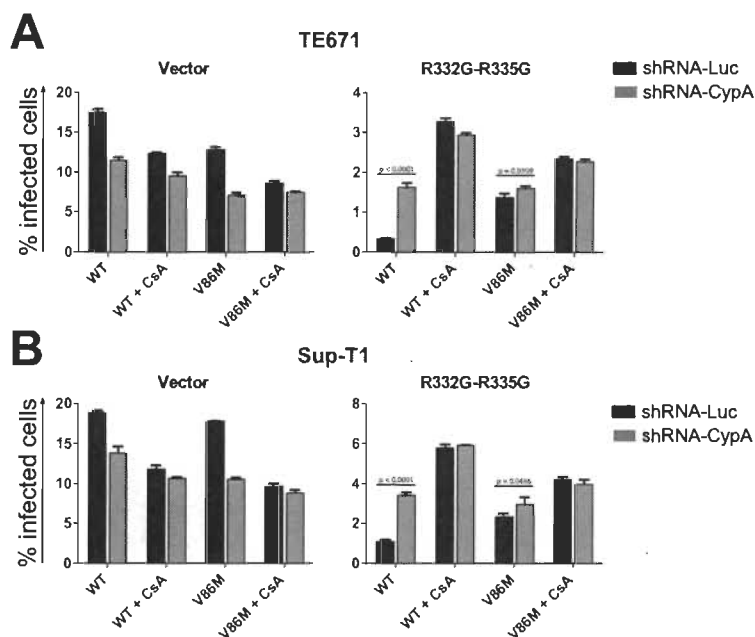 A
TE671
Vector
R332G-R335G
shRNA-Luc
shRNA-CypA
% infected cells
20
15
10
5
0
4
3
2
1
0
p < 0.0001
WT
WT + CsA
V86M
V86M + CsA
WT
WT + CsA
V86M
V86M + CsA
B
Sup-T1
Vector
R332G-R335G
shRNA-Luc
shRNA-CypA
% infected cells
20
15
10
5
0
8
6
4
2
0
p < 0.0001
WT
WT + CsA
V86M
V86M + CsA
WT
WT + CsA
V86M
V86M + CsA